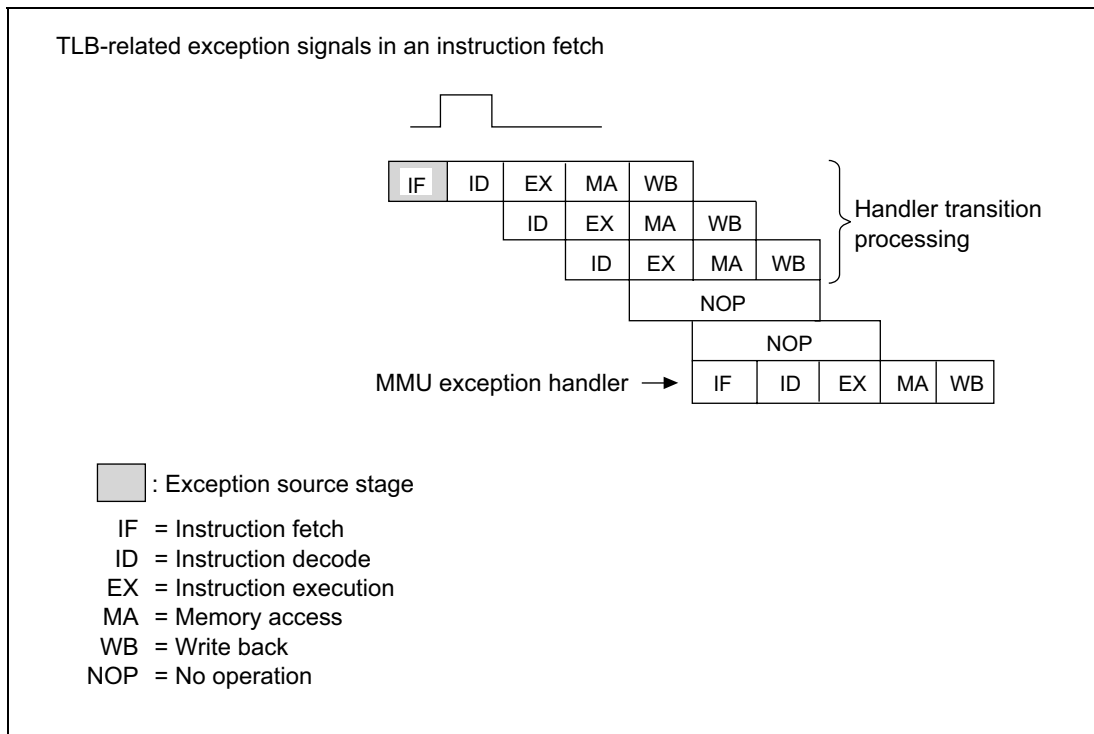 TLB-related exception signals in an instruction fetch
IF ID EX MA WB
ID EX MA WB
Handler transition
processing
ID EX MA WB
NOP
NOP
MMU exception handler IF ID EX MA WB
: Exception source stage
IF = Instruction fetch
ID = Instruction decode
EX = Instruction execution
MA = Memory access
WB = Write back
NOP = No operation